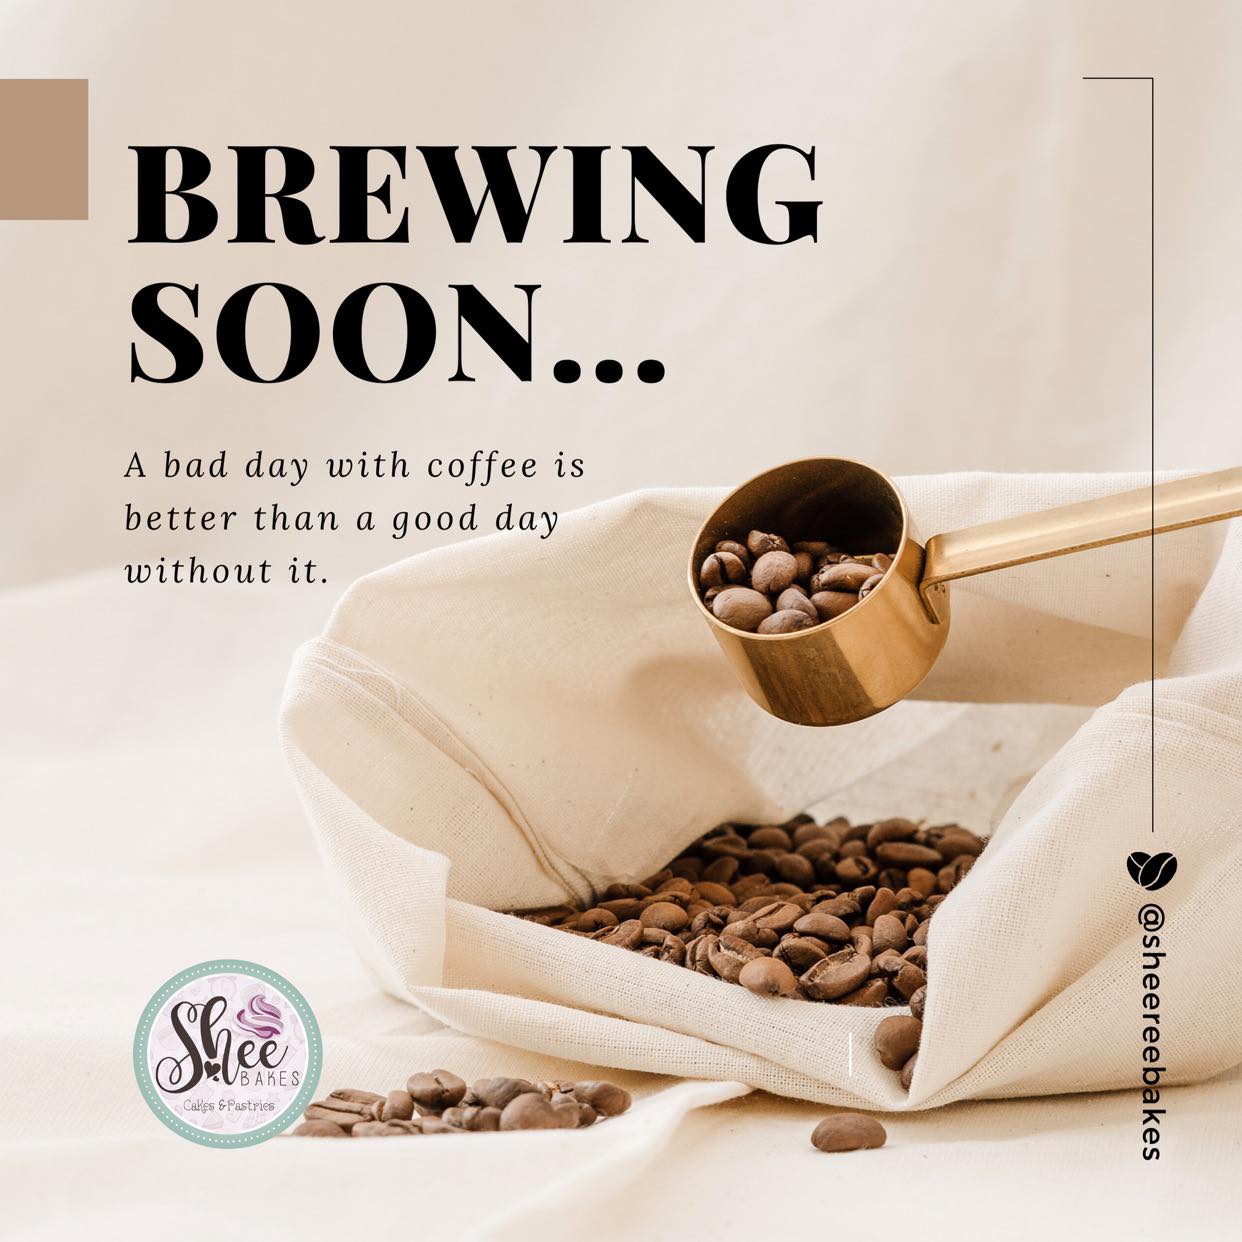 BREWING
SOON...
A bad day with coffee is
better than a good day
without it.
Shee
BAKES
Cakes & Pastries
@sheereebakes